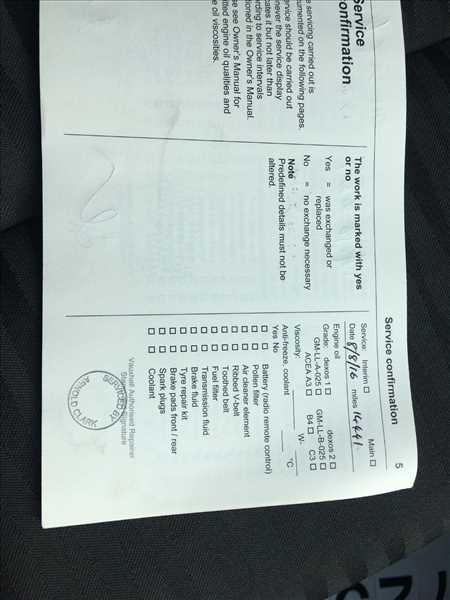 Service
confirmation
servicing carried out is
umented on the following pages.
ervice should be carried out
never the service display
cates it but not later than
ording to service intervals
tioned in the Owner's Manual.
se see Owner's Manual for
itted engine oil qualities and
e oil viscosities.
The work is marked with yes
or no
Yes = was exchanged or
replaced
No = no exchange necessary
Note
Predefined details must not be
altered.
5
Service confirmation
Service: Interim ☐ Main ☐
Date 8/8/16 miles 14441
Engine oil
Grade: dexos 1 ☐ dexos 2 ☐
GM-LL-A-025 ☐ GM-LL-B-025 ☐
ACEA A3 ☐ B4 ☐ C3 ☐
Viscosity: W-
Anti-freeze, coolant °C
Yes No
☐ ☐ Battery (radio remote control)
☐ ☐ Pollen filter
☐ ☐ Air cleaner element
☐ ☐ Ribbed V-belt
☐ ☐ Toothed belt
☐ ☐ Fuel filter
☐ ☐ Transmission fluid
☐ ☐ Brake fluid
☐ ☐ Tyre repair kit
☐ ☐ Brake pads front / rear
☐ ☐ Spark plugs
☐ ☐ Coolant
Vauxhall Authorised Repairer
Stamp/Signature
SERVICED BY
ARNOLD CLARK